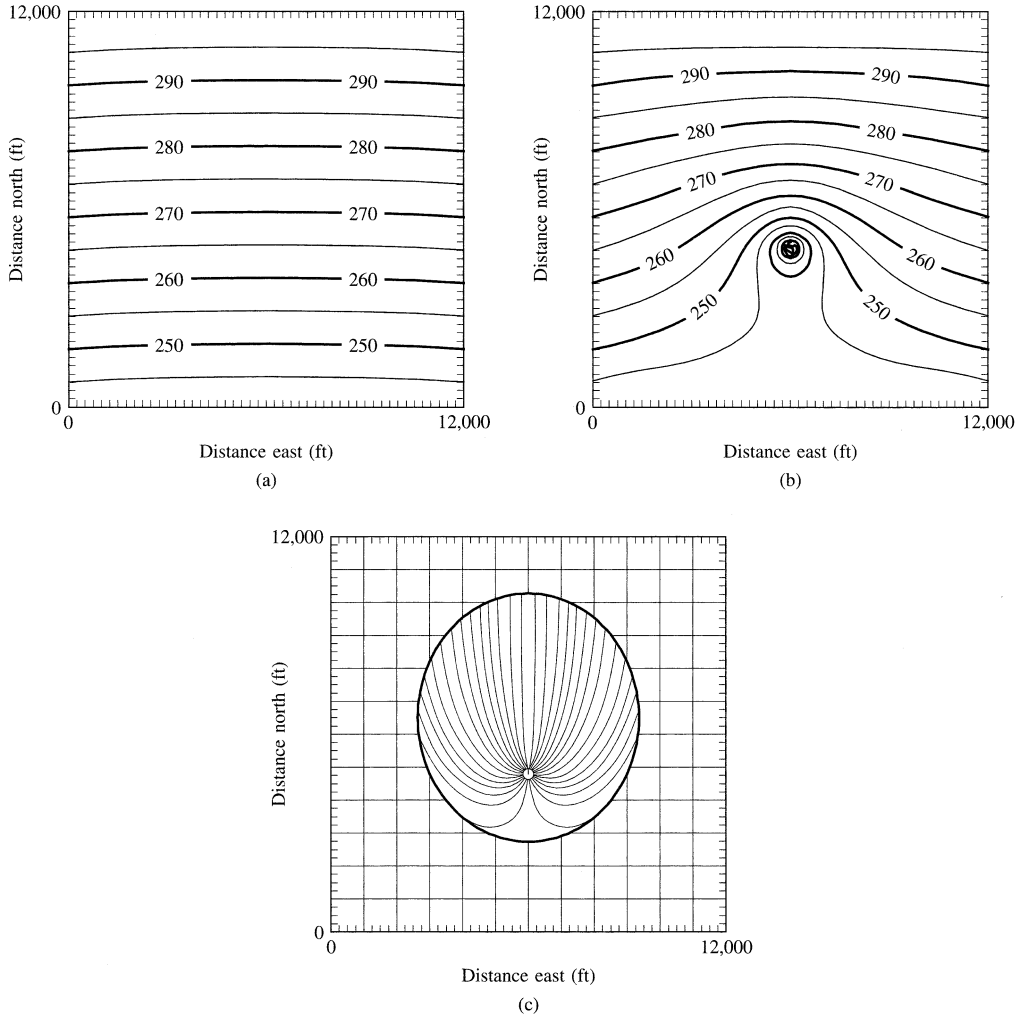 12,000
290 290
280 280
270 270
260 260
250 250
0
0 12,000
Distance north (ft)
Distance east (ft)
(a)
12,000
290 290
280 280
270 270
260 260
250 250
0
0 12,000
Distance north (ft)
Distance east (ft)
(b)
12,000
0
0 12,000
Distance north (ft)
Distance east (ft)
(c)